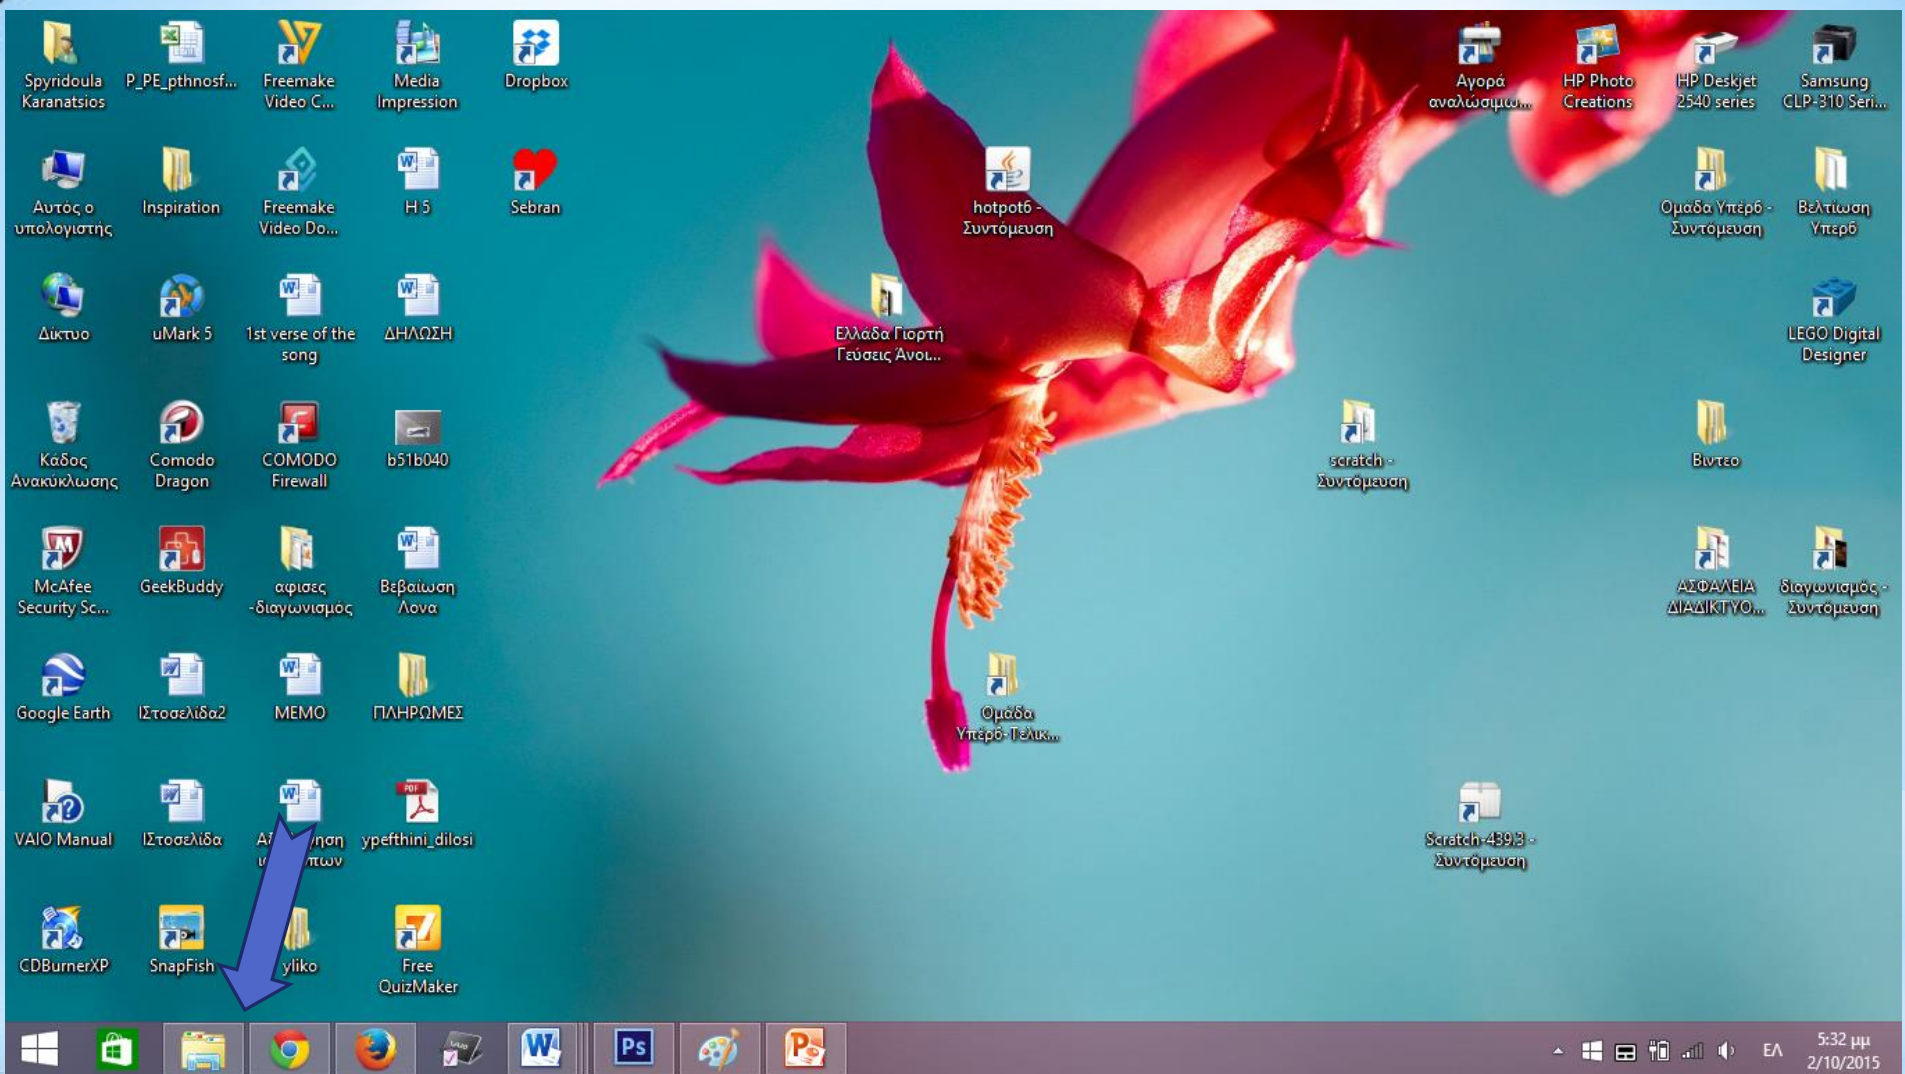 Spyridoula
Karanatsios
P_PE_pthnosf...
Freemake
Video C...
Media
Impression
Dropbox
Αγορά
αναλώσιμω...
HP Photo
Creations
HP Deskjet
2540 series
Samsung
CLP-310 Seri...
Αυτός ο
υπολογιστής
Inspiration
Freemake
Video Do...
Η 5
Sebran
hotpot6 -
Συντόμευση
Ομάδα Υπέρ6 -
Συντόμευση
Βελτίωση
Υπερ6
Δίκτυο
uMark 5
1st verse of the
song
ΔΗΛΩΣΗ
Ελλάδα Γιορτή
Γεύσεις Άνοι...
LEGO Digital
Designer
Κάδος
Ανακύκλωσης
Comodo
Dragon
COMODO
Firewall
b51b040
scratch -
Συντόμευση
Βιντεο
McAfee
Security Sc...
GeekBuddy
αφισες
-διαγωνισμός
Βεβαίωση
Λονα
ΑΣΦΑΛΕΙΑ
ΔΙΑΔΙΚΤΥΟ...
διαγωνισμός -
Συντόμευση
Google Earth
ΙΣτοσελίδα2
MEMO
ΠΛΗΡΩΜΕΣ
Ομάδα
Υπέρ6-Τελικ...
VAIO Manual
ΙΣτοσελίδα
PDF
ypefthini_dilosi
Scratch-439.3 -
Συντόμευση
CDBurnerXP
SnapFish
yliko
Free
QuizMaker
Ps
ΕΛ
5:32 μμ
2/10/2015